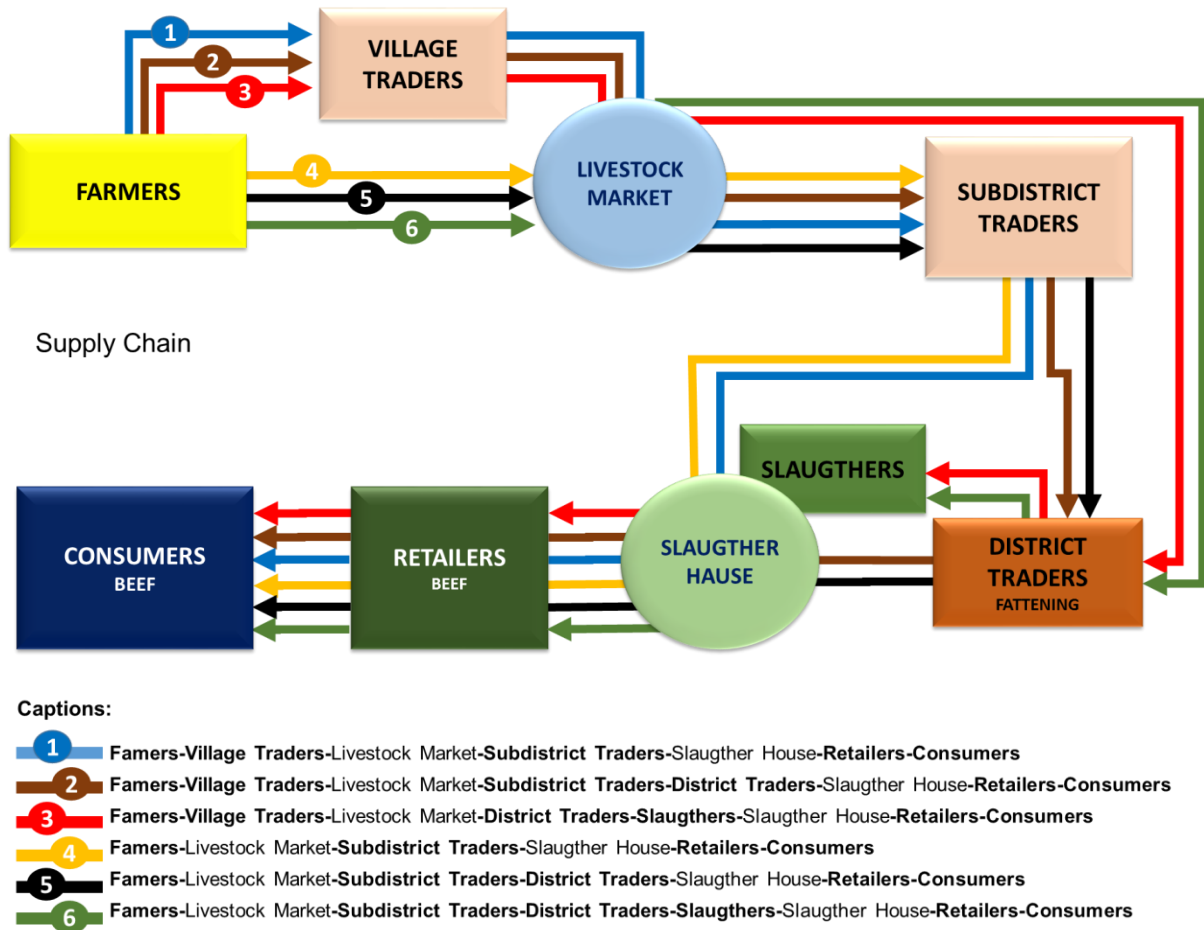 1
VILLAGE
TRADERS
2
3
FARMERS
4
5
6
LIVESTOCK
MARKET
SUBDISTRICT
TRADERS
Supply Chain
SLAUGTHERS
CONSUMERS
BEEF
RETAILERS
BEEF
SLAUGTHER
HAUSE
DISTRICT
TRADERS
FATTENING
Captions:
1 Famers-Village Traders-Livestock Market-Subdistrict Traders-Slaugther House-Retailers-Consumers
2 Famers-Village Traders-Livestock Market-Subdistrict Traders-District Traders-Slaugther House-Retailers-Consumers
3 Famers-Village Traders-Livestock Market-District Traders-Slaugthers-Slaugther House-Retailers-Consumers
4 Famers-Livestock Market-Subdistrict Traders-Slaugther House-Retailers-Consumers
5 Famers-Livestock Market-Subdistrict Traders-District Traders-Slaugther House-Retailers-Consumers
6 Famers-Livestock Market-Subdistrict Traders-District Traders-Slaugthers-Slaugther House-Retailers-Consumers